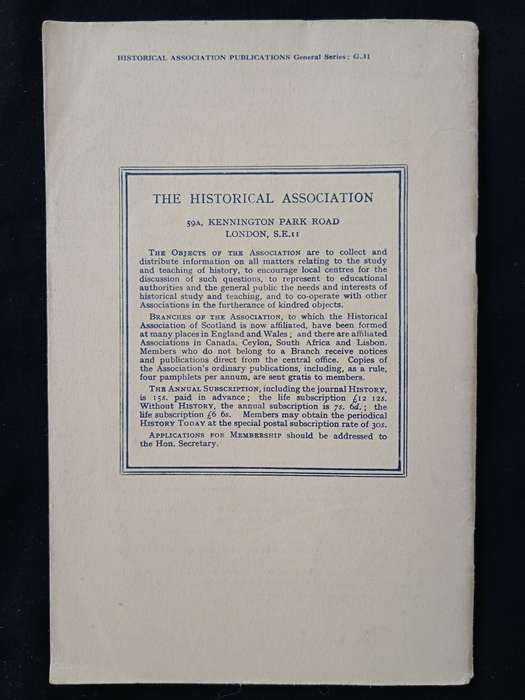 HISTORICAL ASSOCIATION PUBLICATIONS General Series; G.31
THE HISTORICAL ASSOCIATION
59A, KENNINGTON PARK ROAD
LONDON, S.E.11
THE OBJECTS OF THE ASSOCIATION are to collect and
distribute information on all matters relating to the study
and teaching of history, to encourage local centres for the
discussion of such questions, to represent to educational
authorities and the general public the needs and interests of
historical study and teaching, and to co-operate with other
Associations in the furtherance of kindred objects.
BRANCHES OF THE ASSOCIATION, to which the Historical
Association of Scotland is now affiliated, have been formed
at many places in England and Wales; and there are affiliated
Associations in Canada, Ceylon, South Africa and Lisbon.
Members who do not belong to a Branch receive notices
and publications direct from the central office. Copies of
the Association's ordinary publications, including, as a rule,
four pamphlets per annum, are sent gratis to members.
THE ANNUAL SUBSCRIPTION, including the journal HISTORY,
is 15s. paid in advance; the life subscription £12 12s.
Without HISTORY, the annual subscription is 7s. 6d.; the
life subscription £6 6s. Members may obtain the periodical
HISTORY TODAY at the special postal subscription rate of 30s.
APPLICATIONS FOR MEMBERSHIP should be addressed to
the Hon. Secretary.